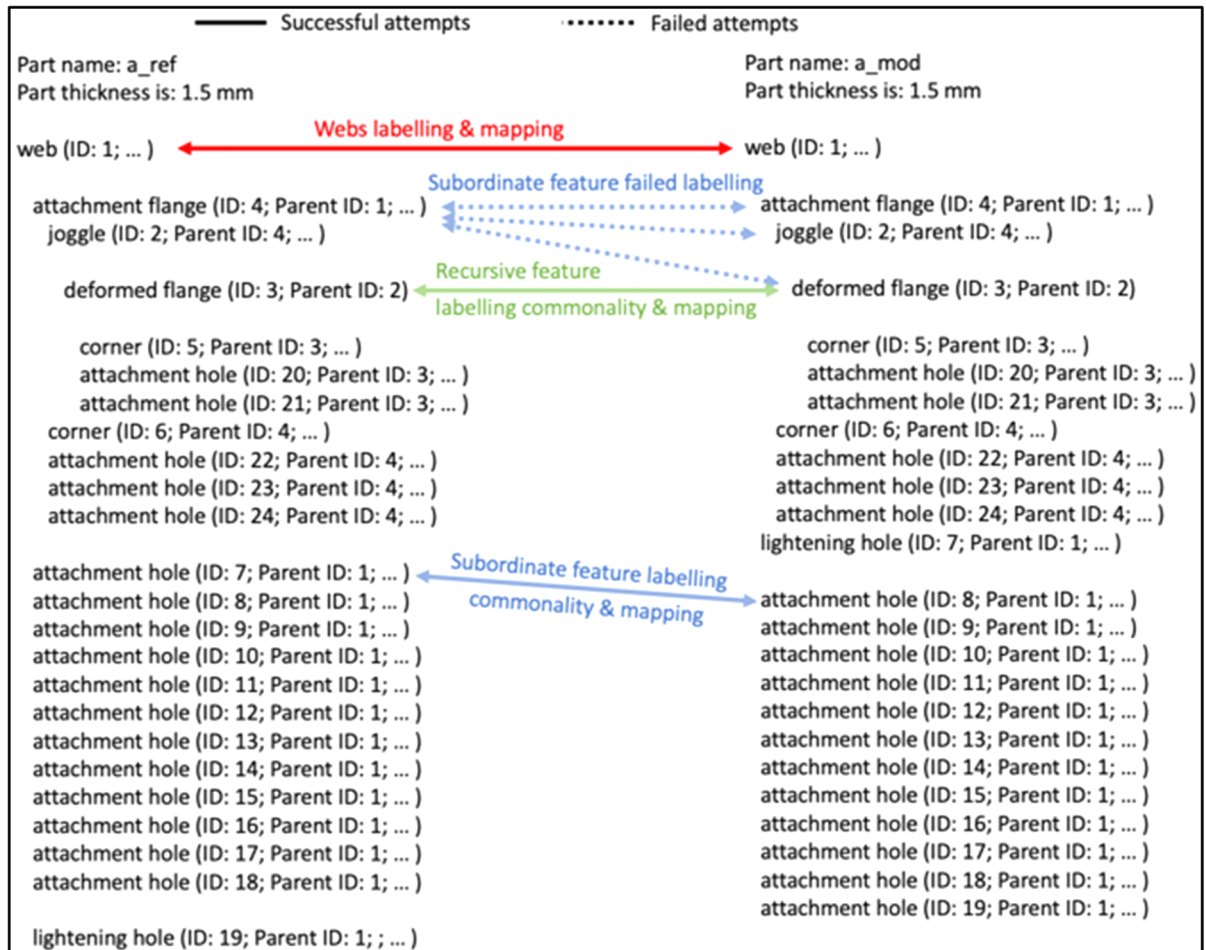 Successful attempts
Failed attempts
Part name: a_ref
Part thickness is: 1.5 mm
Part name: a_mod
Part thickness is: 1.5 mm
Webs labelling & mapping
web (ID: 1; ... )
web (ID: 1; ... )
Subordinate feature failed labelling
attachment flange (ID: 4; Parent ID: 1; ... )
attachment flange (ID: 4; Parent ID: 1; ... )
joggle (ID: 2; Parent ID: 4; ... )
joggle (ID: 2; Parent ID: 4; ... )
Recursive feature
deformed flange (ID: 3; Parent ID: 2)
deformed flange (ID: 3; Parent ID: 2)
labelling commonality & mapping
corner (ID: 5; Parent ID: 3; ... )
corner (ID: 5; Parent ID: 3; ... )
attachment hole (ID: 20; Parent ID: 3; ... )
attachment hole (ID: 20; Parent ID: 3; ... )
attachment hole (ID: 21; Parent ID: 3; ... )
attachment hole (ID: 21; Parent ID: 3; ... )
corner (ID: 6; Parent ID: 4; ... )
corner (ID: 6; Parent ID: 4; ... )
attachment hole (ID: 22; Parent ID: 4; ... )
attachment hole (ID: 22; Parent ID: 4; ... )
attachment hole (ID: 23; Parent ID: 4; ... )
attachment hole (ID: 23; Parent ID: 4; ... )
attachment hole (ID: 24; Parent ID: 4; ... )
attachment hole (ID: 24; Parent ID: 4; ... )
lightening hole (ID: 7; Parent ID: 1; ... )
Subordinate feature labelling
commonality & mapping
attachment hole (ID: 7; Parent ID: 1; ... )
attachment hole (ID: 8; Parent ID: 1; ... )
attachment hole (ID: 8; Parent ID: 1; ... )
attachment hole (ID: 9; Parent ID: 1; ... )
attachment hole (ID: 9; Parent ID: 1; ... )
attachment hole (ID: 10; Parent ID: 1; ... )
attachment hole (ID: 10; Parent ID: 1; ... )
attachment hole (ID: 11; Parent ID: 1; ... )
attachment hole (ID: 11; Parent ID: 1; ... )
attachment hole (ID: 12; Parent ID: 1; ... )
attachment hole (ID: 12; Parent ID: 1; ... )
attachment hole (ID: 13; Parent ID: 1; ... )
attachment hole (ID: 13; Parent ID: 1; ... )
attachment hole (ID: 14; Parent ID: 1; ... )
attachment hole (ID: 14; Parent ID: 1; ... )
attachment hole (ID: 15; Parent ID: 1; ... )
attachment hole (ID: 15; Parent ID: 1; ... )
attachment hole (ID: 16; Parent ID: 1; ... )
attachment hole (ID: 16; Parent ID: 1; ... )
attachment hole (ID: 17; Parent ID: 1; ... )
attachment hole (ID: 17; Parent ID: 1; ... )
attachment hole (ID: 18; Parent ID: 1; ... )
attachment hole (ID: 18; Parent ID: 1; ... )
attachment hole (ID: 19; Parent ID: 1; ... )
lightening hole (ID: 19; Parent ID: 1; ; ... )